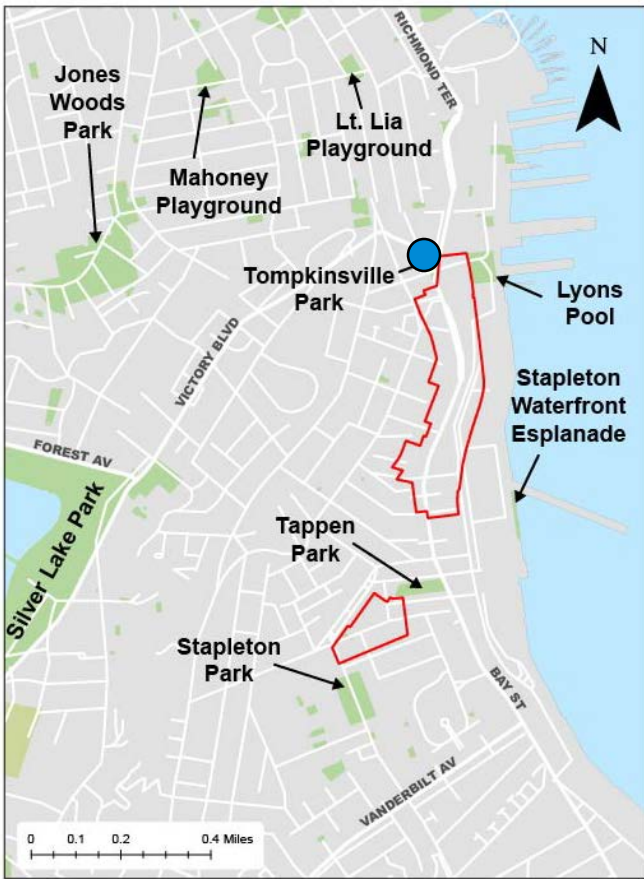 RICHMOND TER
N
Jones
Woods
Park
Lt. Lia
Playground
Mahoney
Playground
Tompkinsville
Park
Lyons
Pool
VICTORY BLVD
Stapleton
Waterfront
Esplanade
FOREST AV
Silver Lake Park
Tappen
Park
Stapleton
Park
BAY ST
VANDERBILT AV
0 0.1 0.2 0.4 Miles